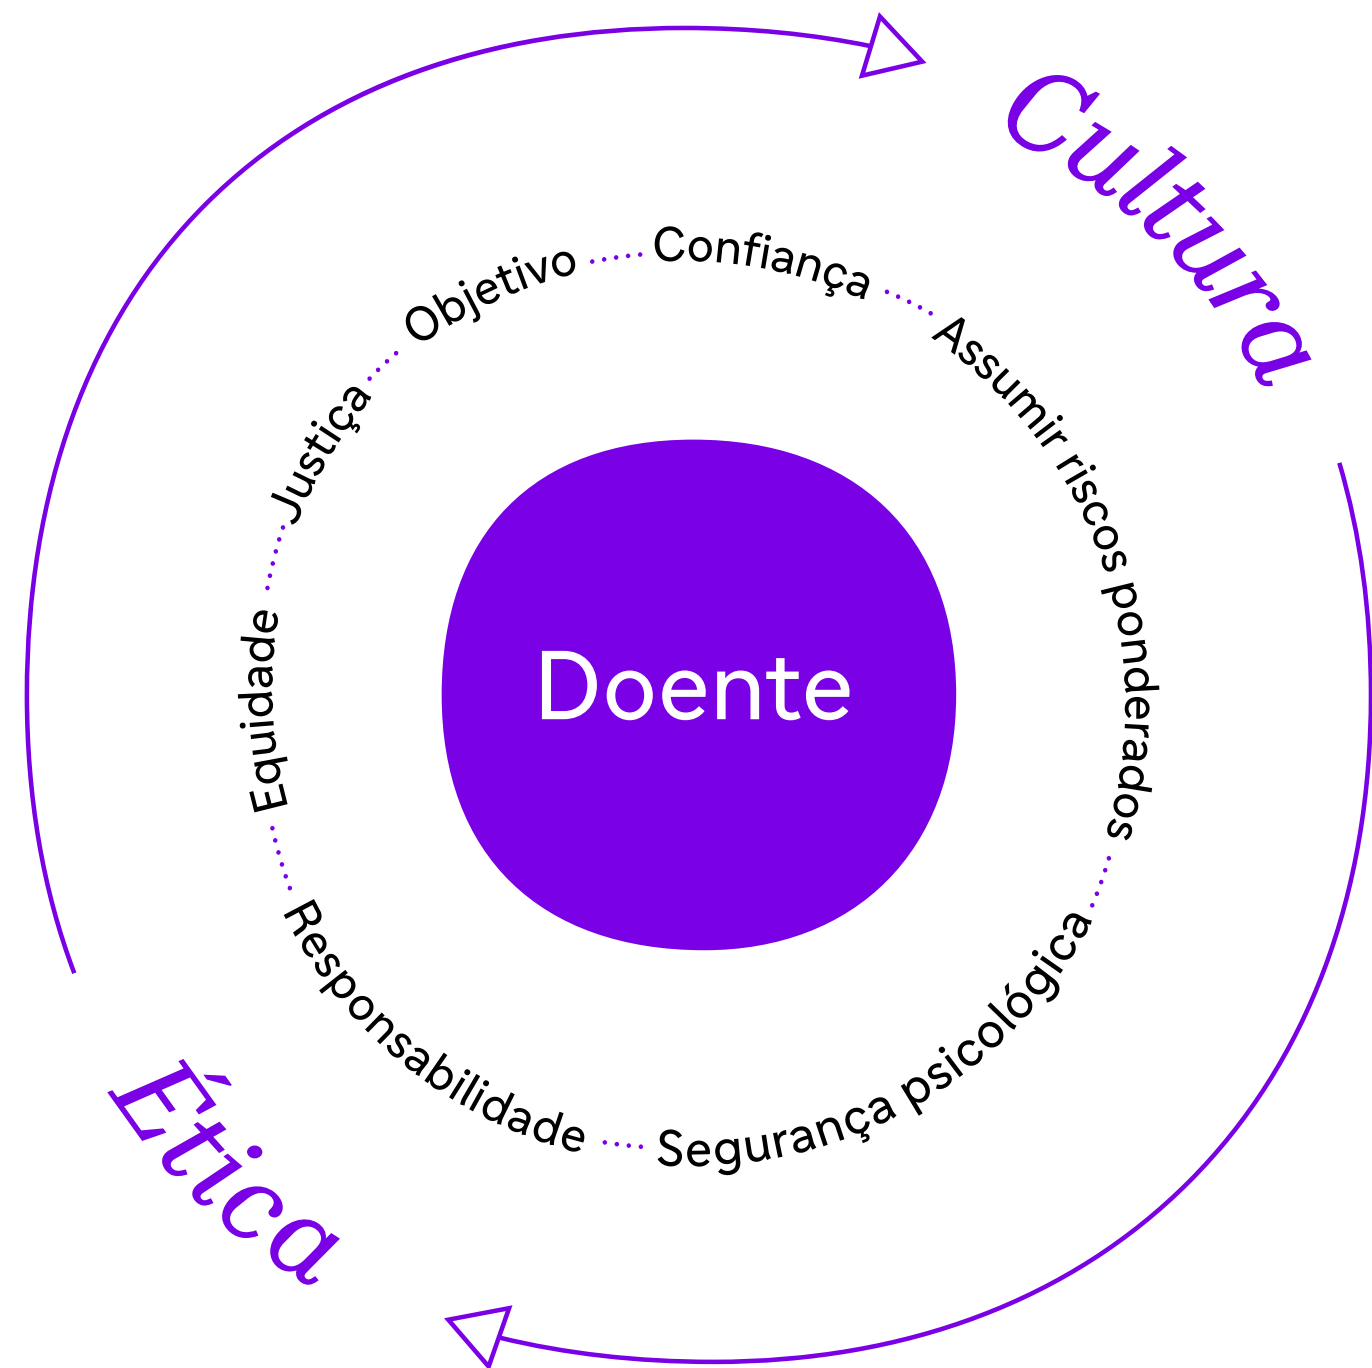 Cultura
Confiança
Assumir riscos ponderados
Segurança psicológica
Responsabilidade
Equidade
Justiça
Objetivo
Doente
Ética